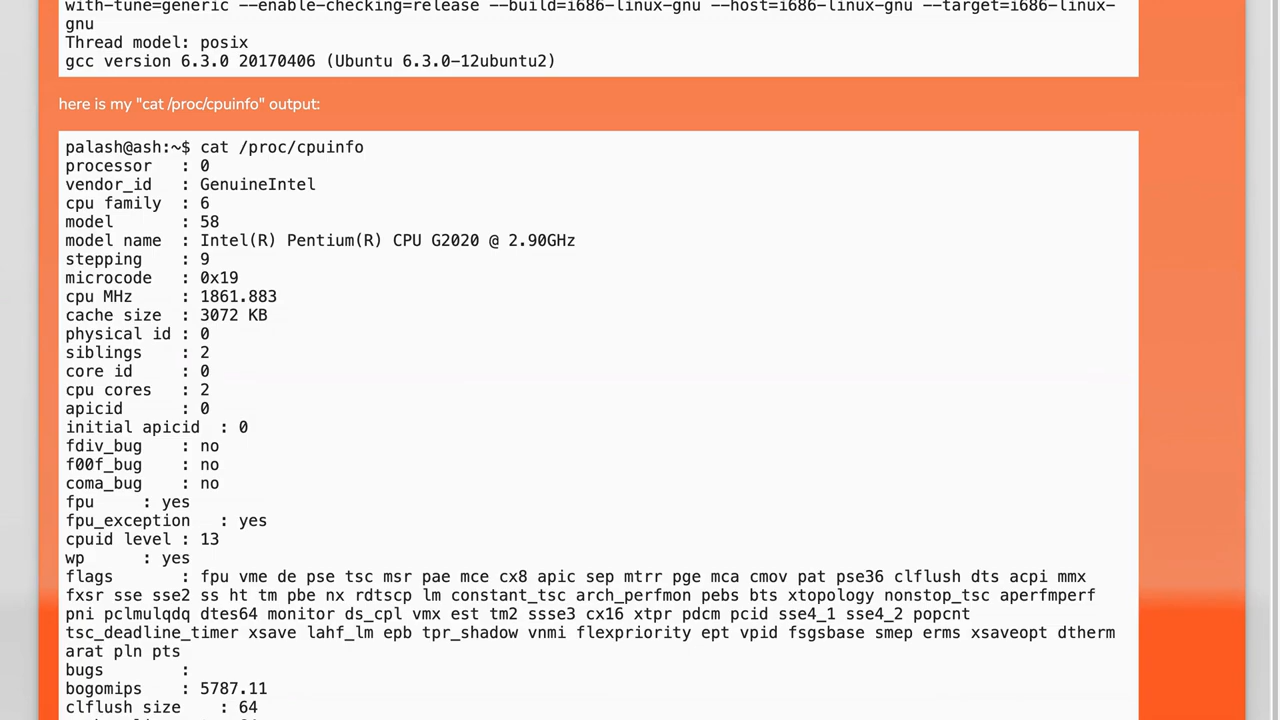 with-tune=generic --enable-checking=release --build=i686-linux-gnu --host=i686-linux-gnu --target=i686-linux-
gnu
Thread model: posix
gcc version 6.3.0 20170406 (Ubuntu 6.3.0-12ubuntu2)
here is my "cat /proc/cpuinfo" output:
palash@ash:~$ cat /proc/cpuinfo
processor : 0
vendor_id : GenuineIntel
cpu family : 6
model : 58
model name : Intel(R) Pentium(R) CPU G2020 @ 2.90GHz
stepping : 9
microcode : 0x19
cpu MHz : 1861.883
cache size : 3072 KB
physical id : 0
siblings : 2
core id : 0
cpu cores : 2
apicid : 0
initial apicid : 0
fdiv_bug : no
f00f_bug : no
coma_bug : no
fpu : yes
fpu_exception : yes
cpuid level : 13
wp : yes
flags : fpu vme de pse tsc msr pae mce cx8 apic sep mtrr pge mca cmov pat pse36 clflush dts acpi mmx
fxsr sse sse2 ss ht tm pbe nx rdtscp lm constant_tsc arch_perfmon pebs bts xtopology nonstop_tsc aperfmperf
pni pclmulqdq dtes64 monitor ds_cpl vmx est tm2 ssse3 cx16 xtpr pdcm pcid sse4_1 sse4_2 popcnt
tsc_deadline_timer xsave lahf_lm epb tpr_shadow vnmi flexpriority ept vpid fsgsbase smep erms xsaveopt dtherm
arat pln pts
bugs :
bogomips : 5787.11
clflush size : 64